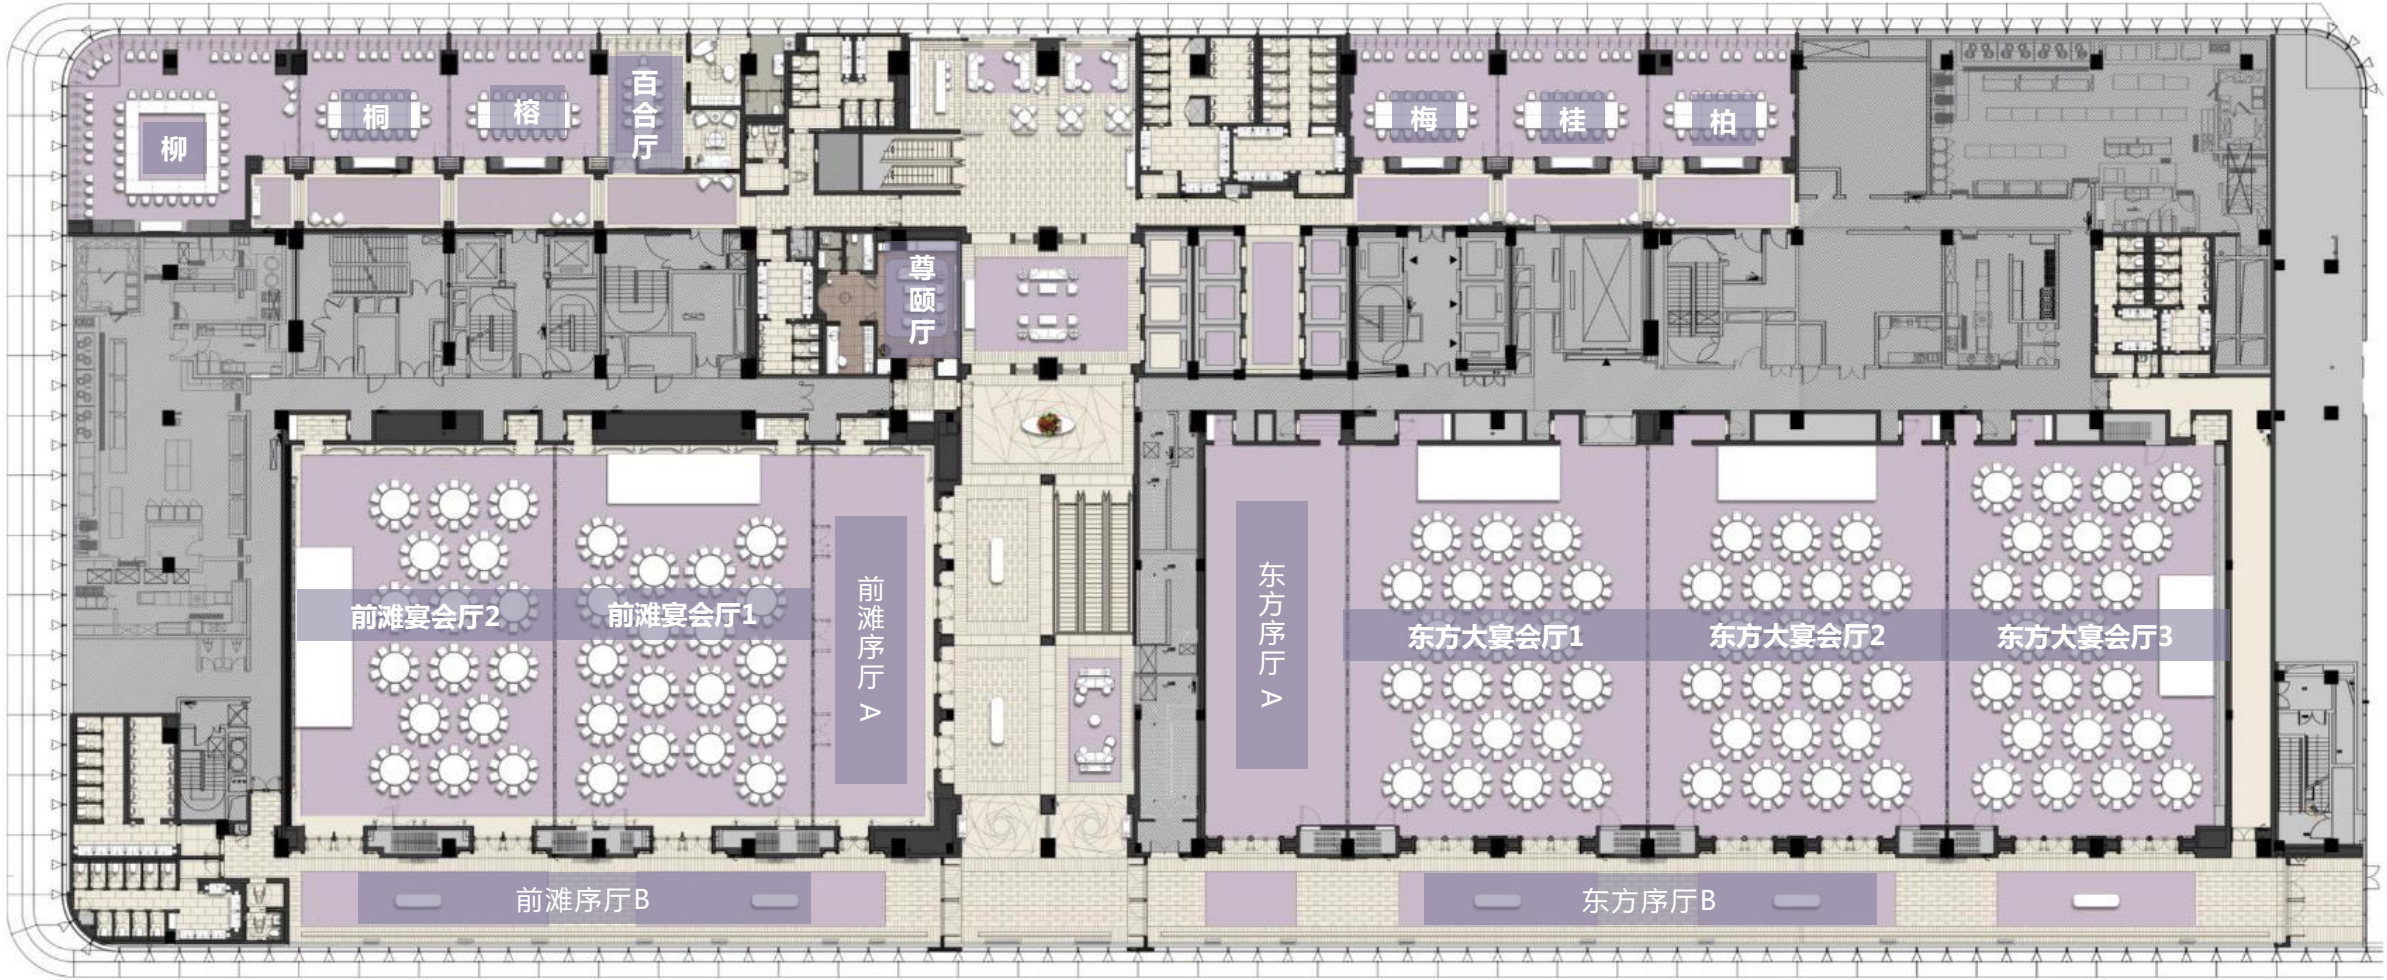 柳
桐
榕
百合厅
梅
桂
柏
尊颐厅
前滩宴会厅2
前滩宴会厅1
前滩序厅A
东方序厅A
东方大宴会厅1
东方大宴会厅2
东方大宴会厅3
前滩序厅B
东方序厅B